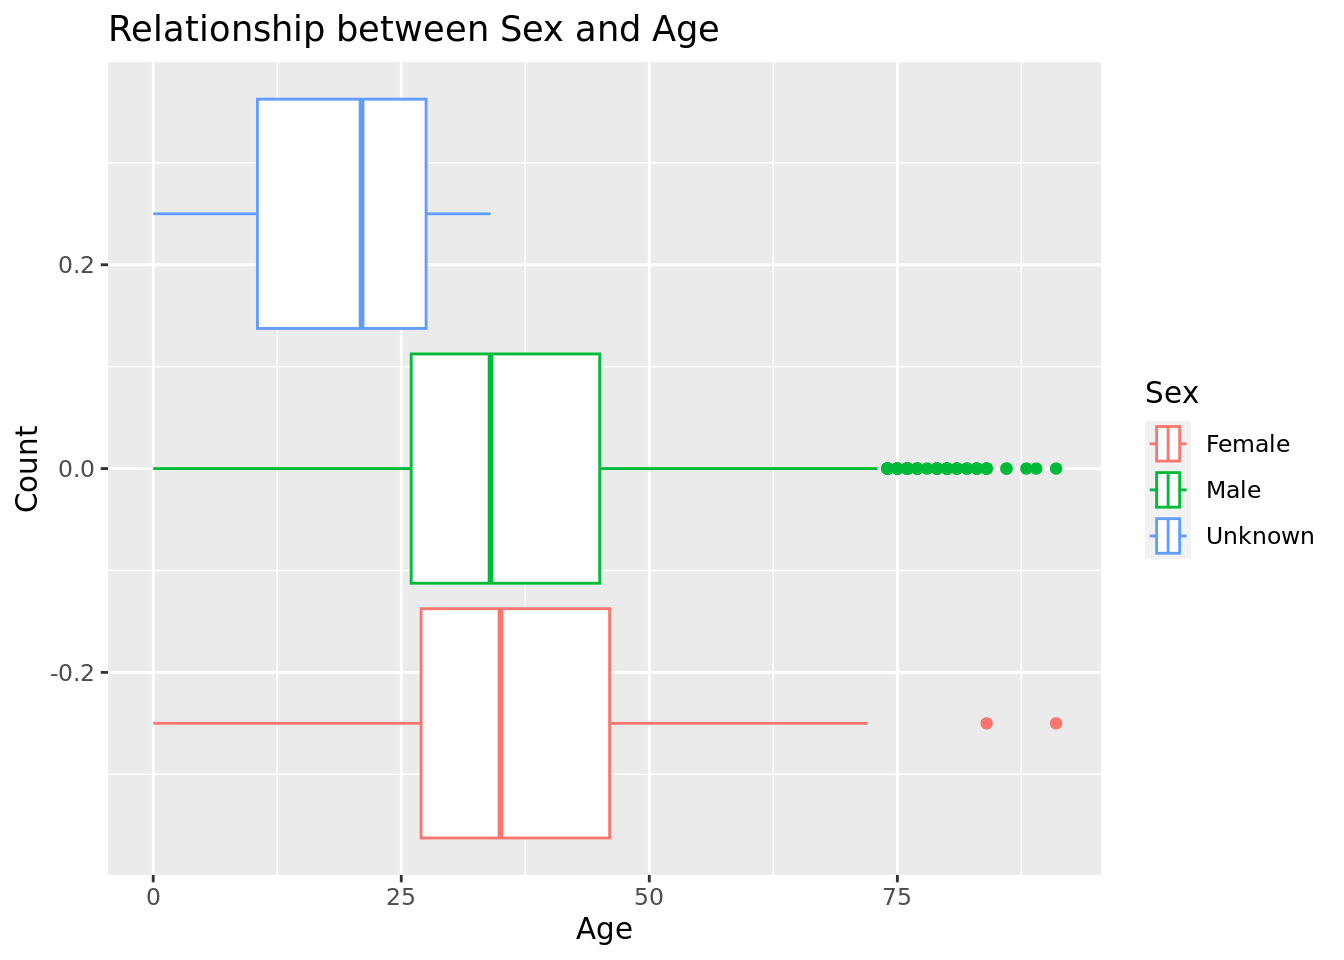 Relationship between Sex and Age
0.2
0.0
-0.2
Count
0
25
50
75
Age
Sex
Female
Male
Unknown